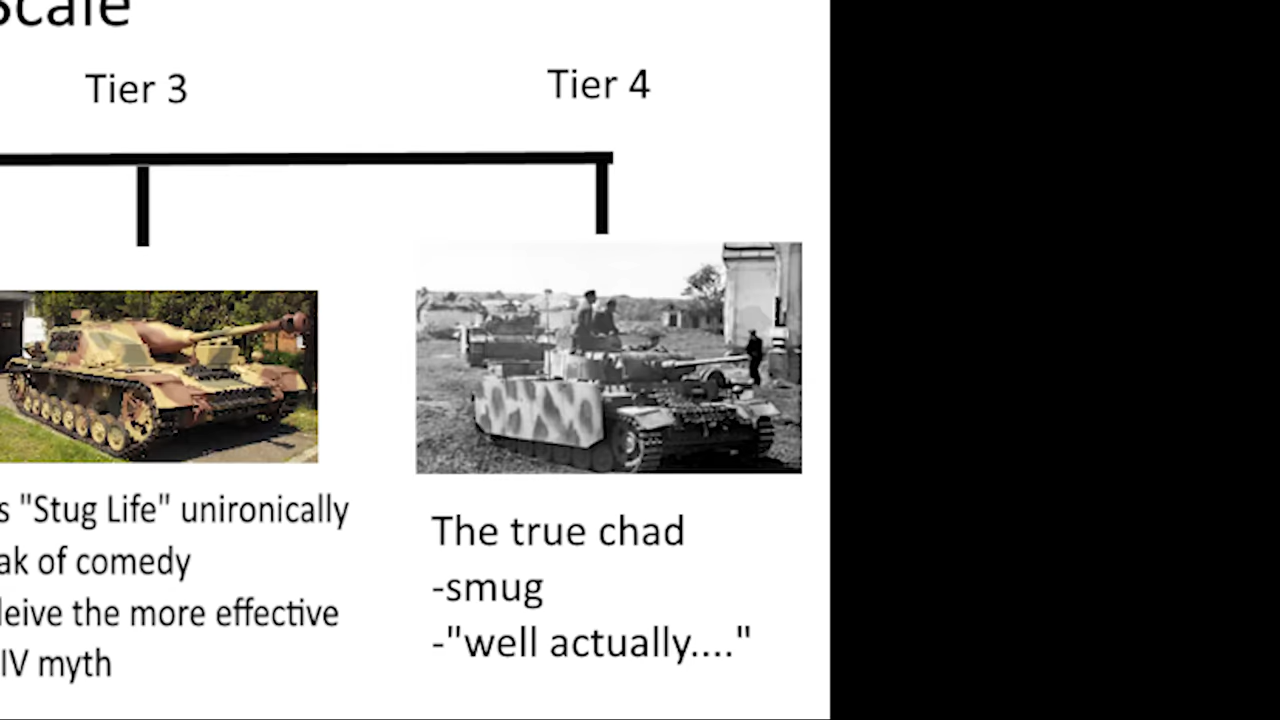 Scale
Tier 3
Tier 4
s "Stug Life" unironically
ak of comedy
leive the more effective
IV myth
The true chad
-smug
-"well actually...."